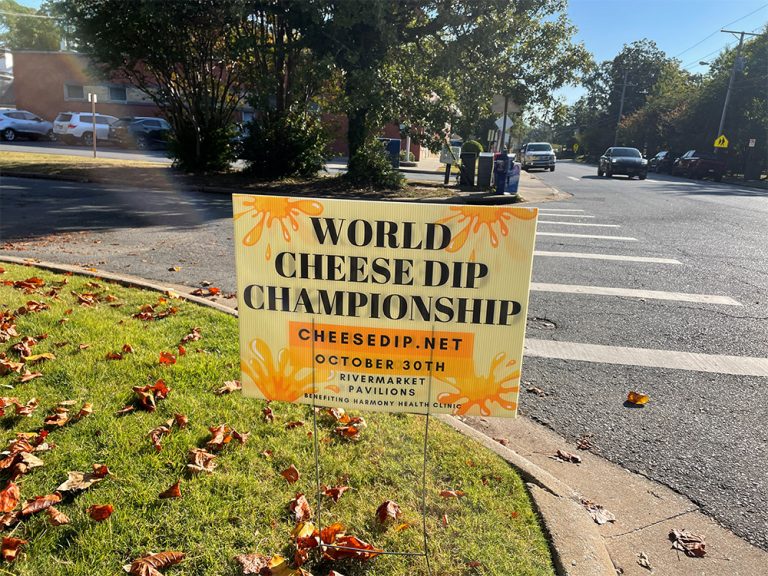 WORLD
CHEESE DIP
CHAMPIONSHIP
CHEESEDIP.NET
OCTOBER 30TH
RIVERMARKET
PAVILIONS
BENEFITING HARMONY HEALTH CLINIC